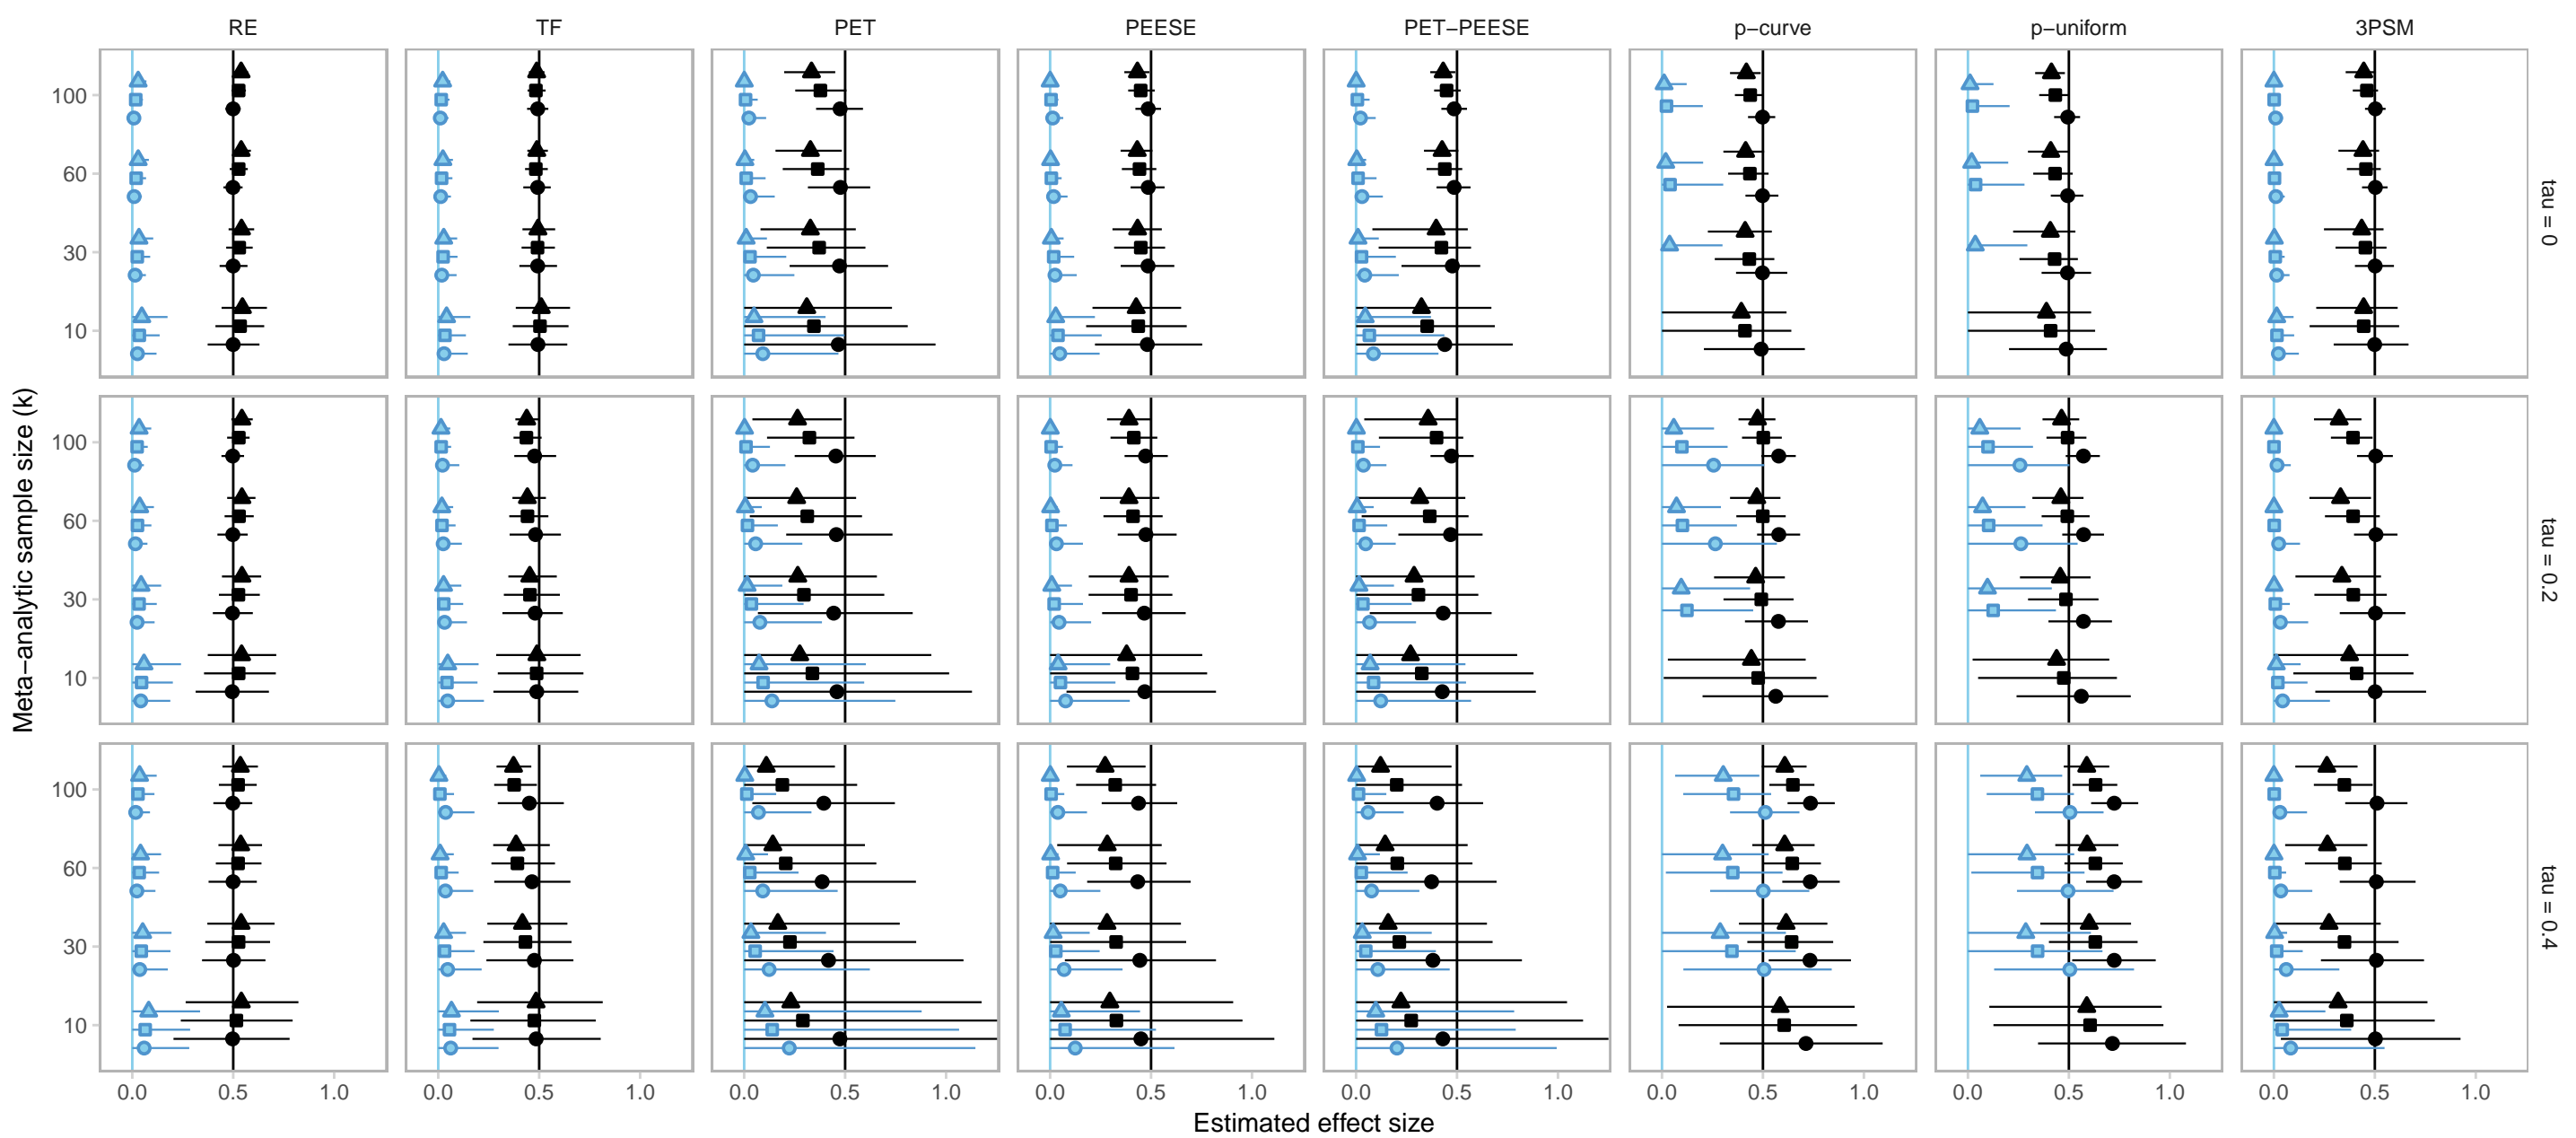 RE TF PET PEESE PET−PEESE p−curve p−uniform 3PSM
Meta−analytic sample size (k)
100
60
30
10
tau = 0
100
60
30
10
tau = 0.2
100
60
30
10
tau = 0.4
0.0 0.5 1.0 0.0 0.5 1.0 0.0 0.5 1.0 0.0 0.5 1.0 0.0 0.5 1.0 0.0 0.5 1.0 0.0 0.5 1.0 0.0 0.5 1.0
Estimated effect size